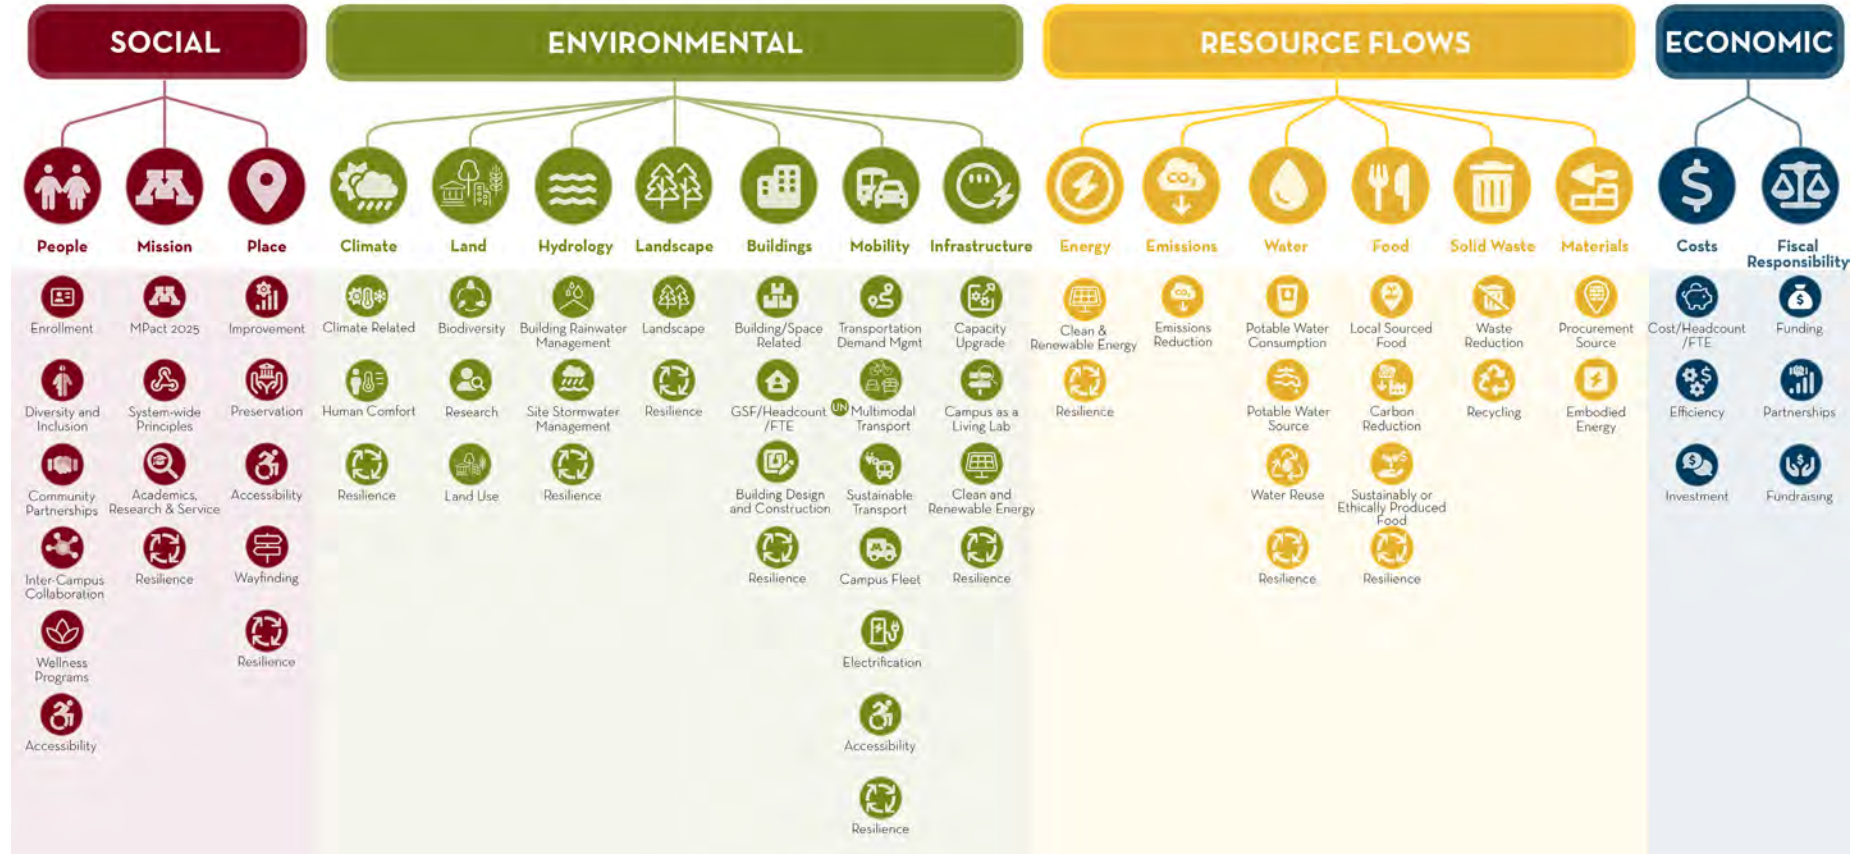 SOCIAL
ENVIRONMENTAL
RESOURCE FLOWS
ECONOMIC
People
Mission
Place
Climate
Land
Hydrology
Landscape
Buildings
Mobility
Infrastructure
Energy
Emissions
Water
Food
Solid Waste
Materials
Costs
Fiscal
Responsibility
Enrollment
Diversity and
Inclusion
Community
Partnerships
Inter-Campus
Collaboration
Wellness
Programs
Accessibility
MPact 2025
System-wide
Principles
Academics,
Research & Service
Resilience
Improvement
Preservation
Accessibility
Wayfinding
Resilience
Climate Related
Human Comfort
Resilience
Biodiversity
Research
Land Use
Building Rainwater
Management
Site Stormwater
Management
Resilience
Landscape
Resilience
Building/Space
Related
GSF/Headcount
/FTE
Building Design
and Construction
Resilience
Transportation
Demand Mgmt
UN
Multimodal
Transport
Sustainable
Transport
Campus Fleet
Electrification
Accessibility
Resilience
Capacity
Upgrade
Campus as a
Living Lab
Clean and
Renewable Energy
Resilience
Clean &
Renewable Energy
Resilience
CO2
Emissions
Reduction
Potable Water
Consumption
Potable Water
Source
Water Reuse
Resilience
Local Sourced
Food
Carbon
Reduction
Sustainably or
Ethically Produced
Food
Resilience
Waste
Reduction
Recycling
Procurement
Source
Embodied
Energy
Cost/Headcount
/FTE
Efficiency
Investment
Funding
Partnerships
Fundraising